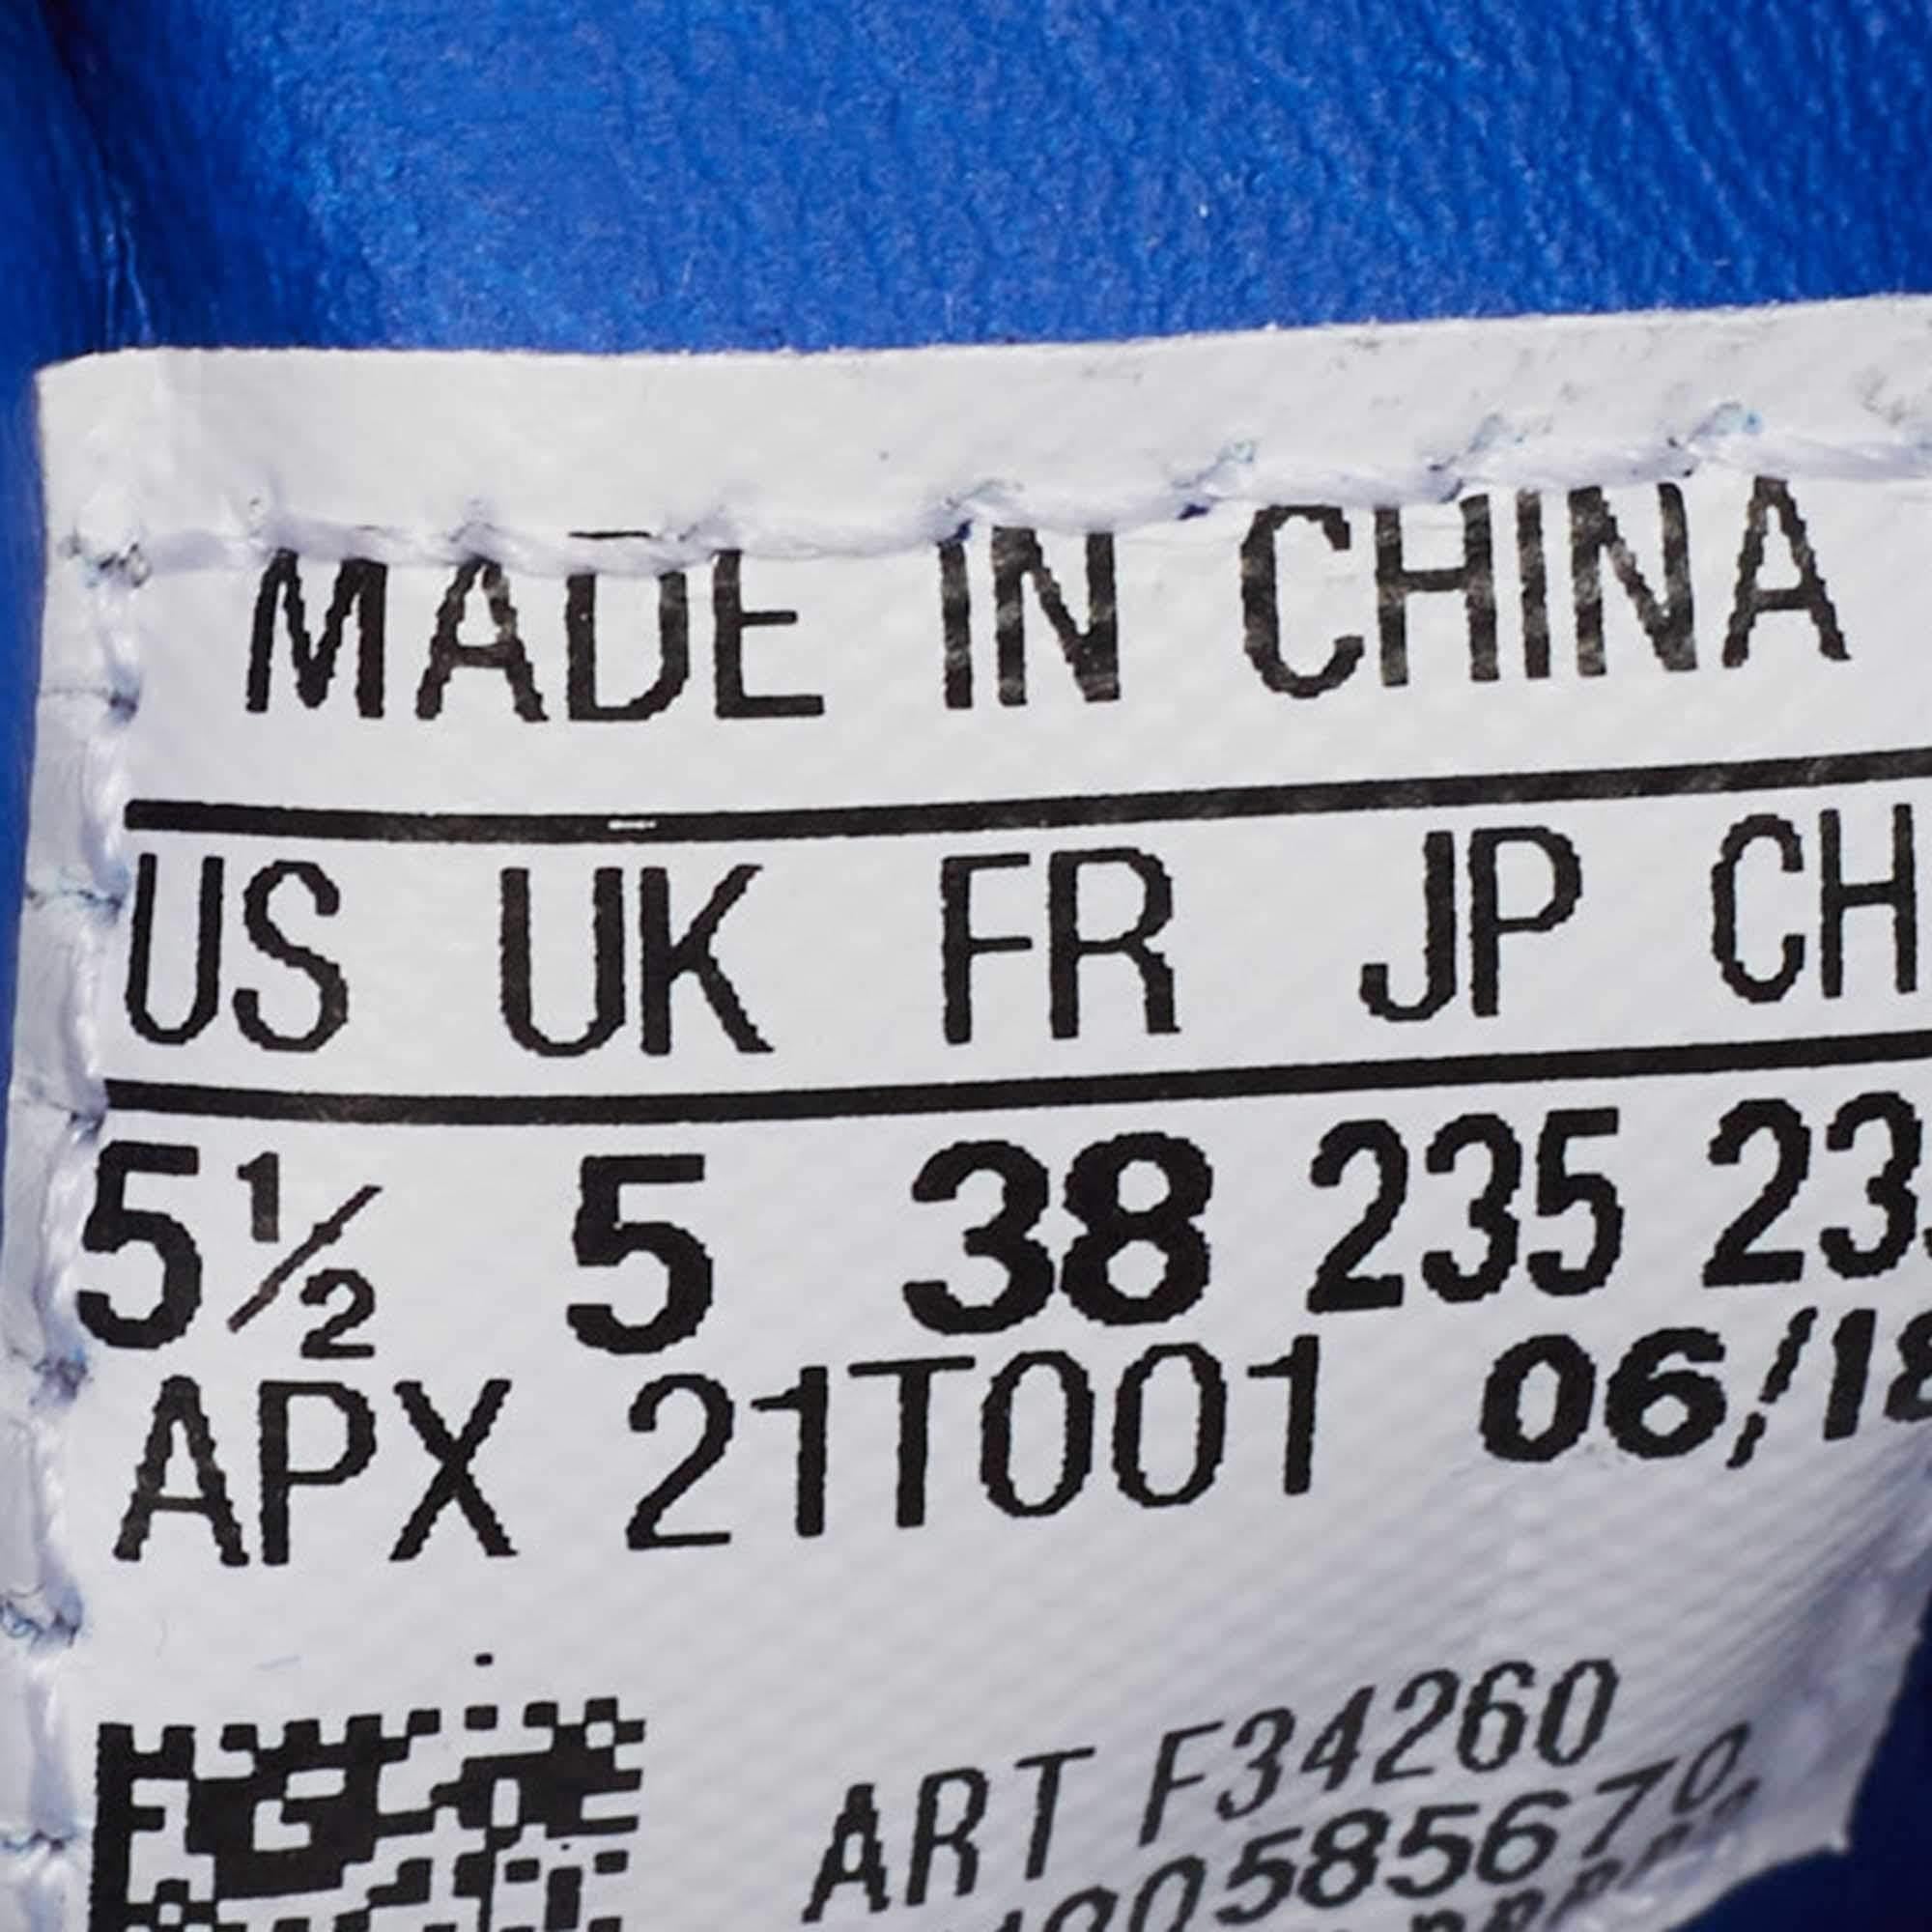 MADE IN CHINA
US UK FR JP CH
5½ 5 38 235 23
APX 21T001 06/18
ART F34260